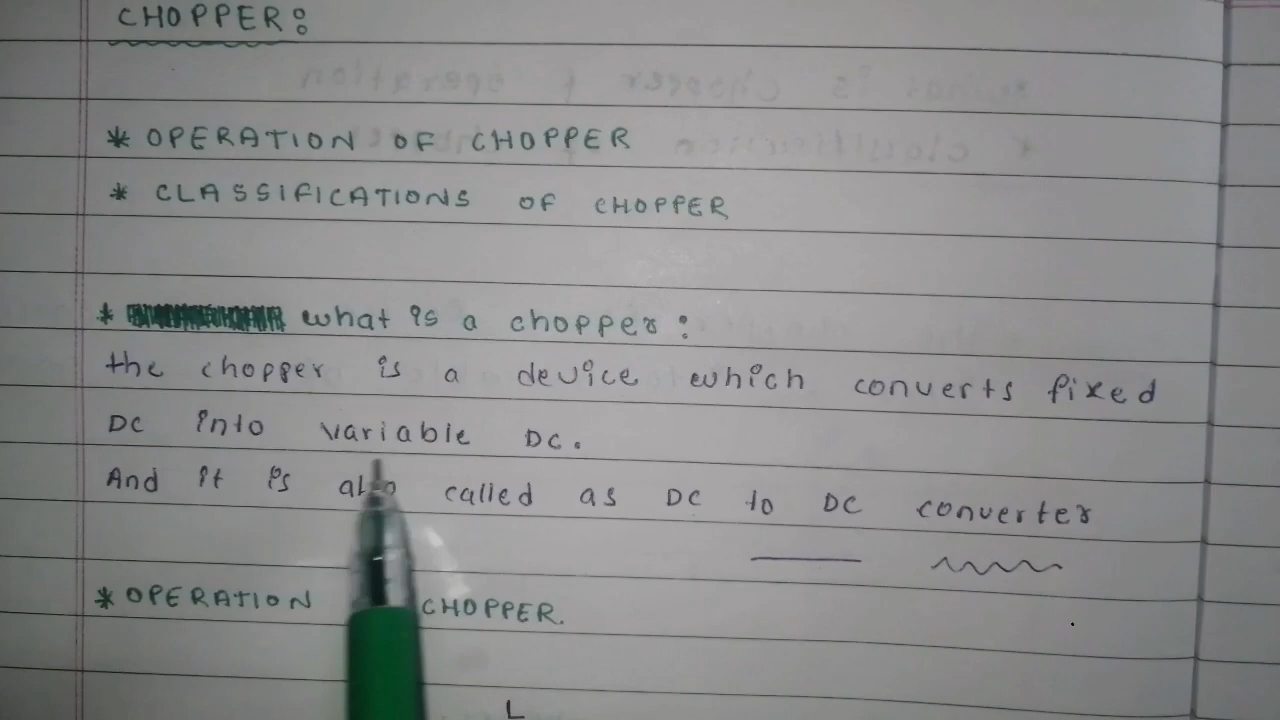 CHOPPER:
* OPERATION OF CHOPPER
* CLASSIFICATIONS OF CHOPPER
* what is a chopper:
the chopper is a device which converts fixed
DC into variable DC.
And it is also called as DC to DC converter
* OPERATION CHOPPER.
L